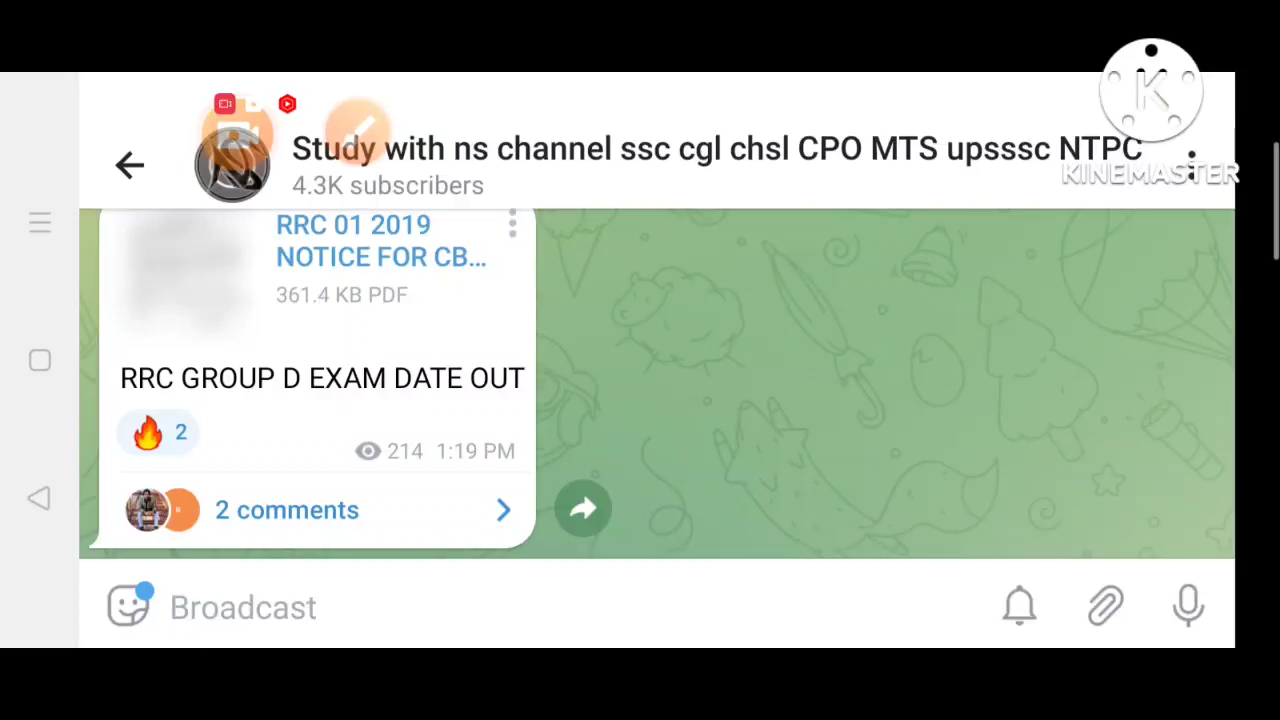 K
KINEMASTER
Study with ns channel ssc cgl chsl CPO MTS upsssc NTPC
4.3K subscribers
RRC 01 2019
NOTICE FOR CB...
361.4 KB PDF
RRC GROUP D EXAM DATE OUT
2
214 1:19 PM
2 comments
Broadcast